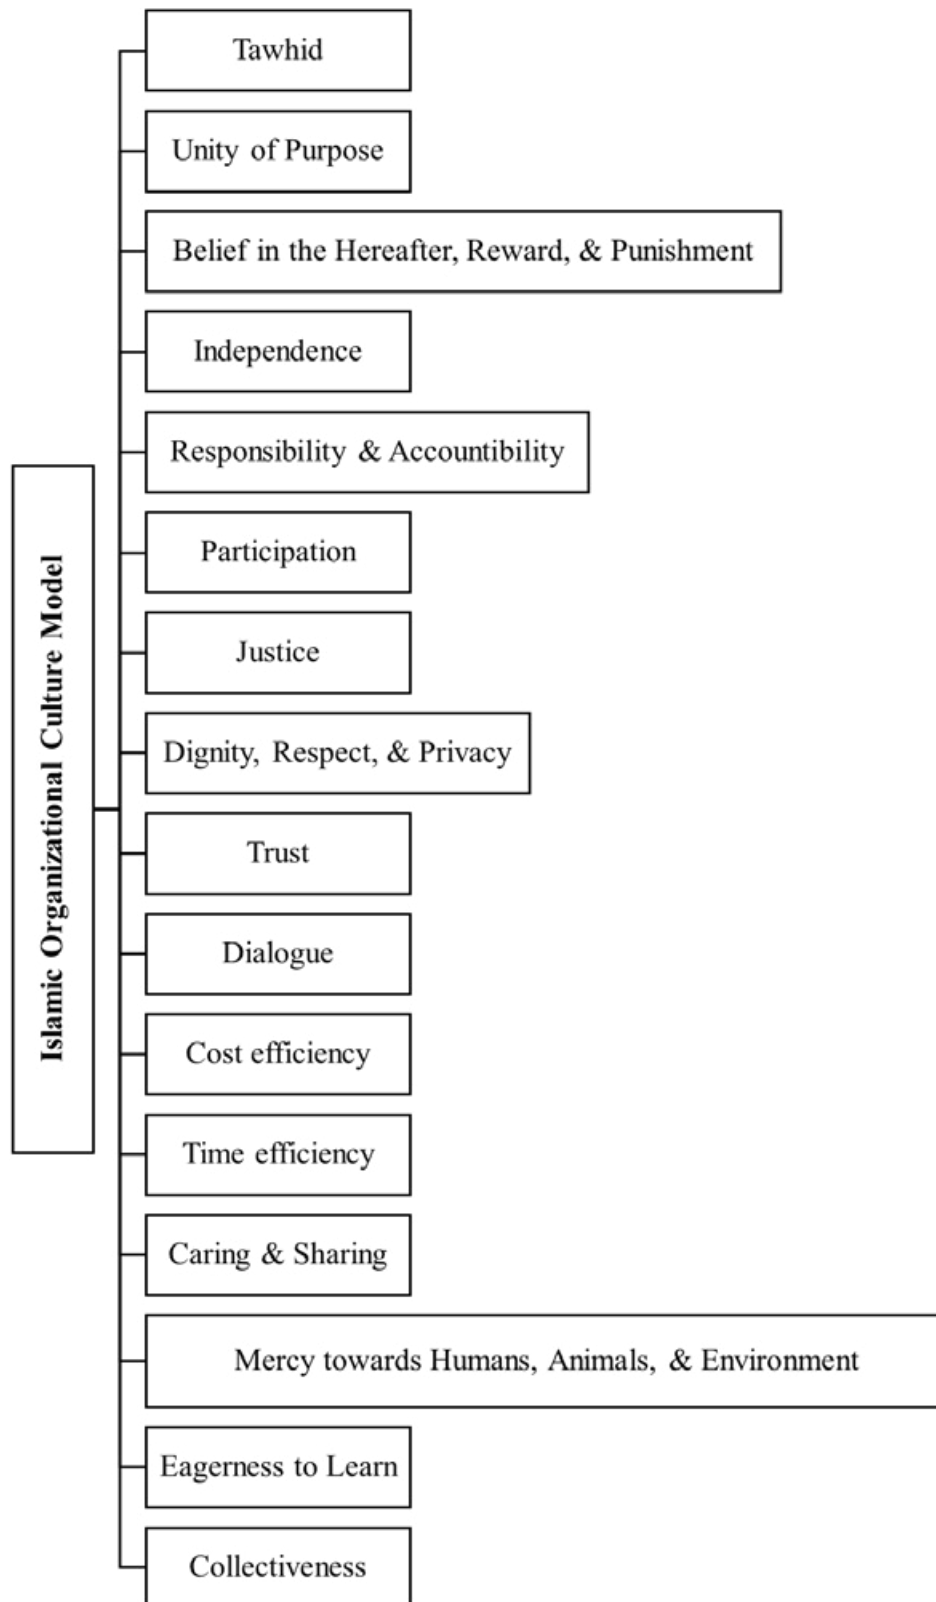 Tawhid
Unity of Purpose
Belief in the Hereafter, Reward, & Punishment
Independence
Responsibility & Accountibility
Participation
Justice
Dignity, Respect, & Privacy
Trust
Dialogue
Cost efficiency
Time efficiency
Caring & Sharing
Mercy towards Humans, Animals, & Environment
Eagerness to Learn
Collectiveness
Islamic Organizational Culture Model